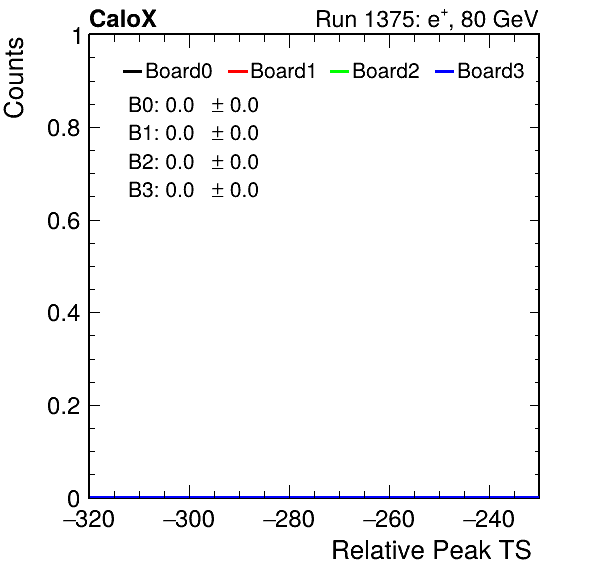 CaloX Run 1375: e⁺, 80 GeV
Counts
1
Board0 Board1 Board2 Board3
B0: 0.0 ± 0.0
B1: 0.0 ± 0.0
B2: 0.0 ± 0.0
B3: 0.0 ± 0.0
0.8
0.6
0.4
0.2
0
−320 −300 −280 −260 −240
Relative Peak TS